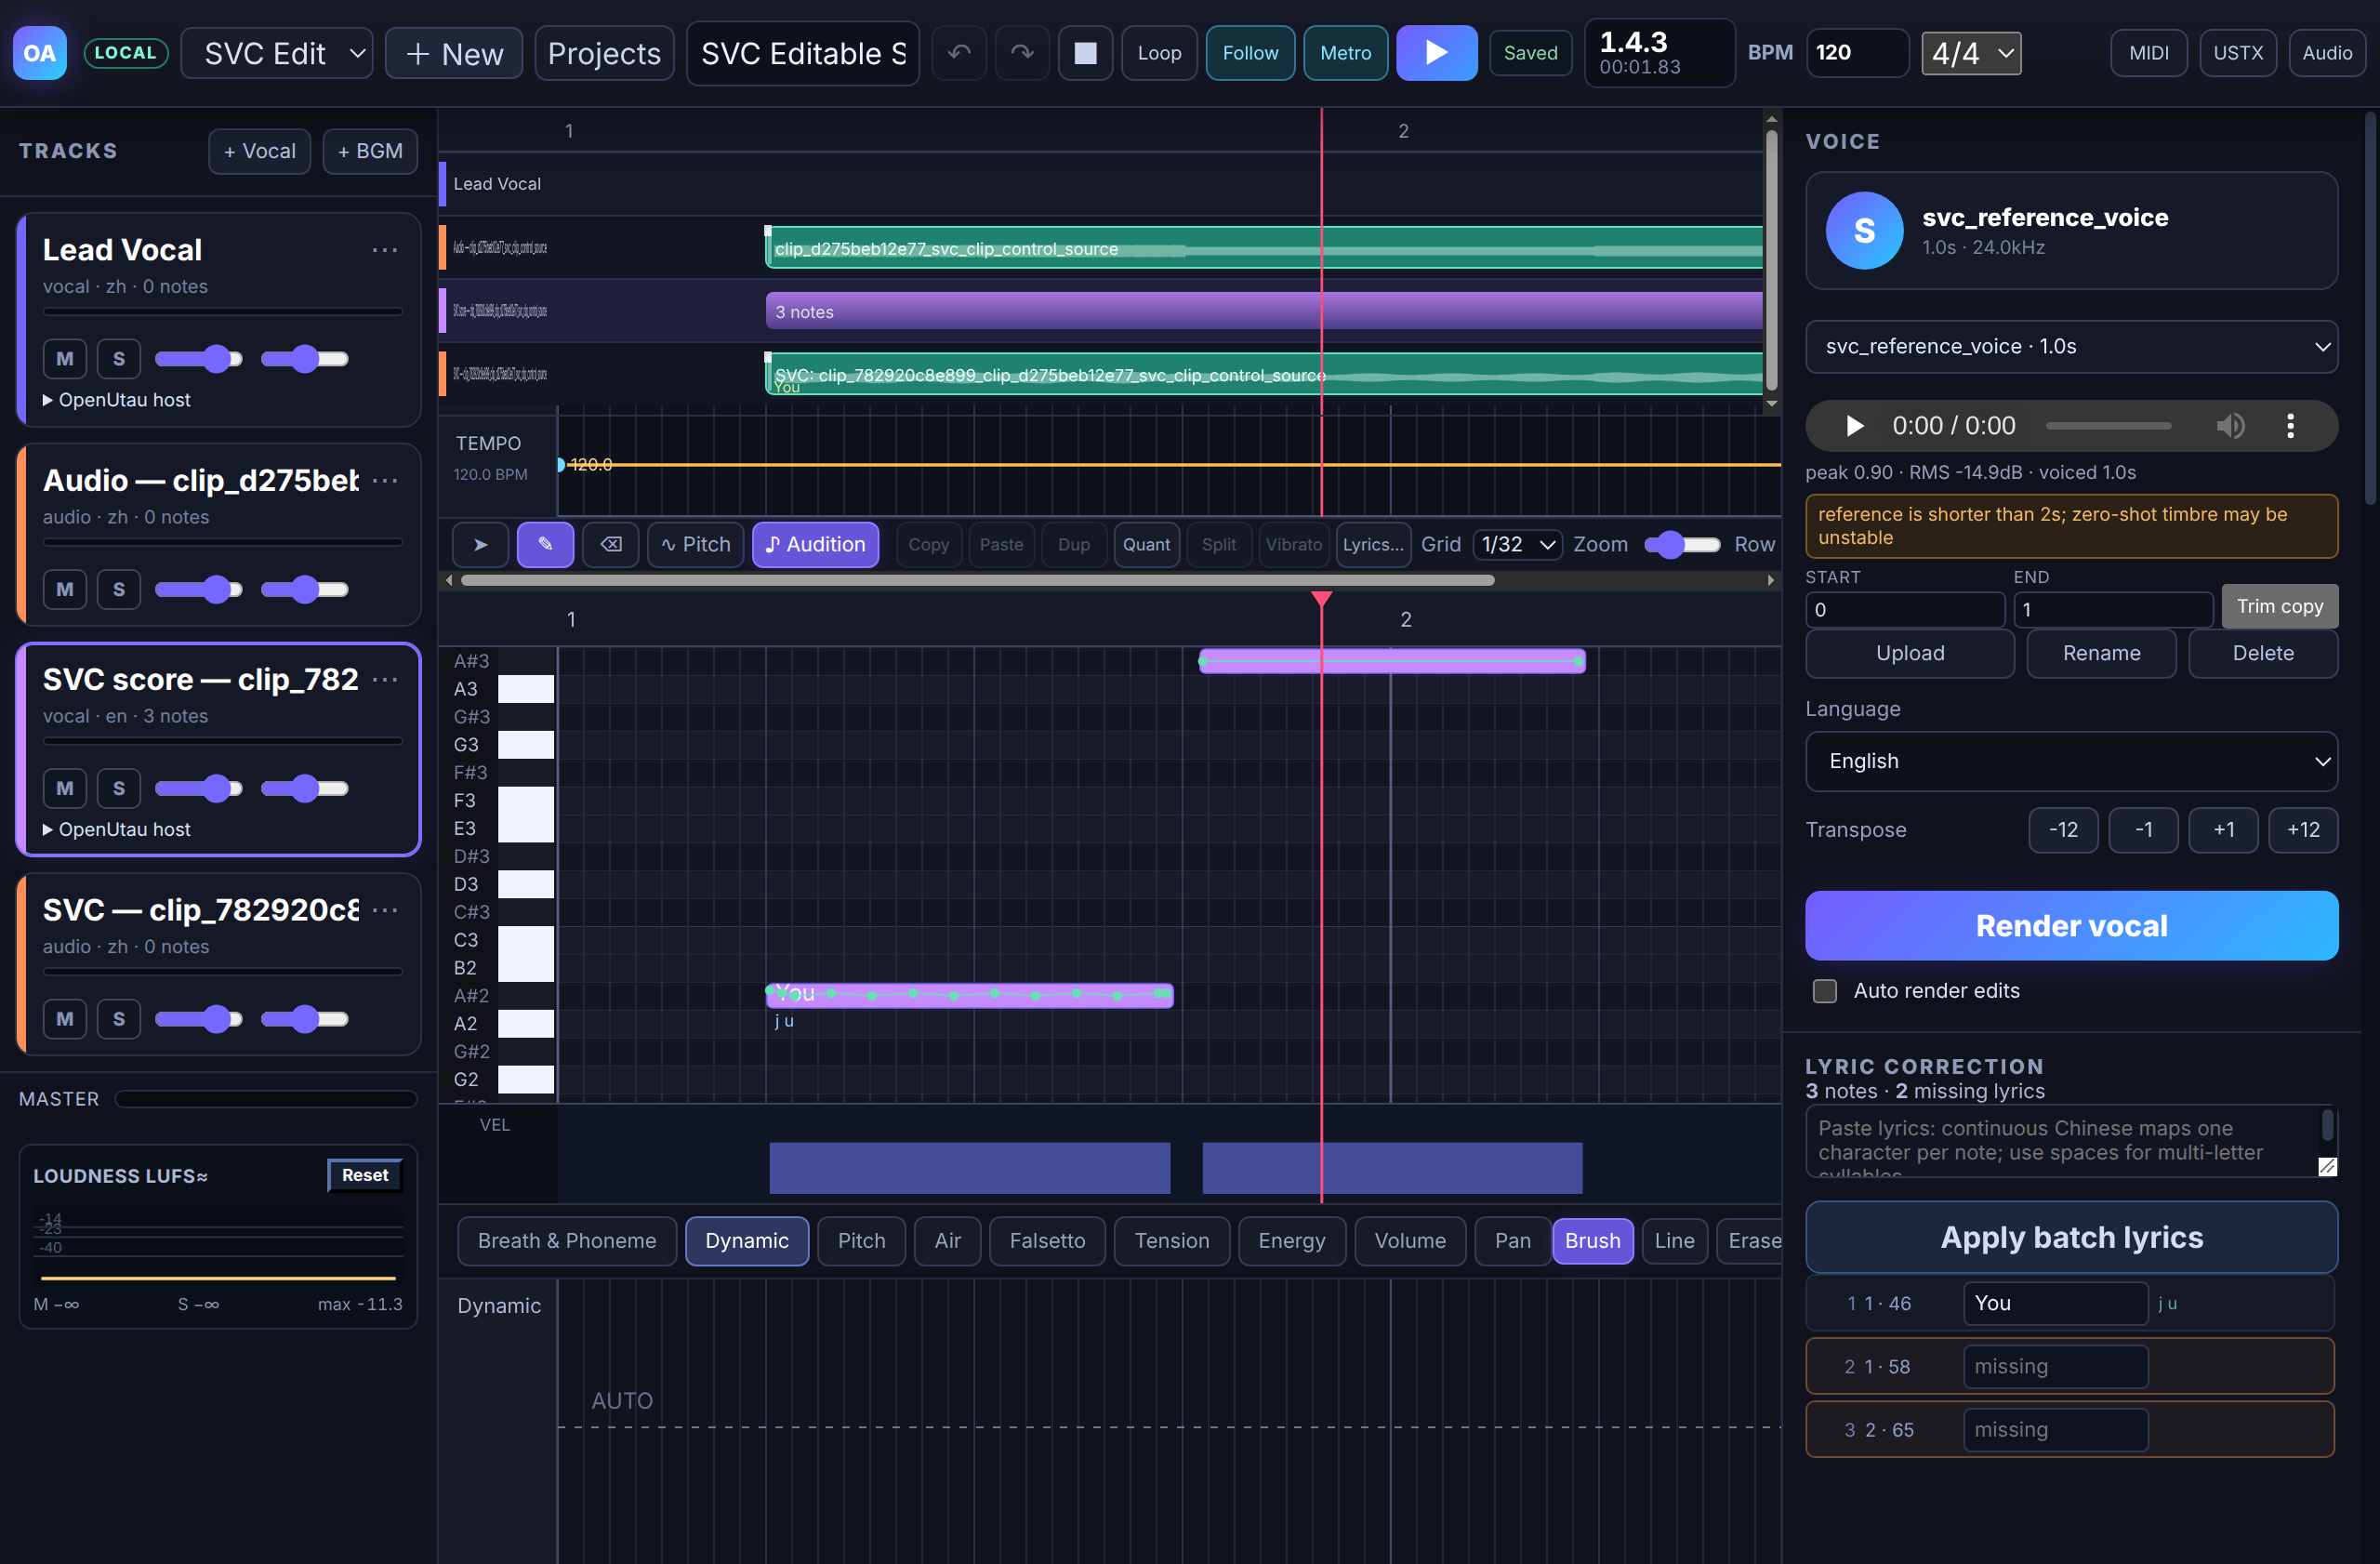 OA LOCAL SVC Edit + New Projects SVC Editable S Loop Follow Metro Saved 1.4.3 00:01.83 BPM 120 4/4 MIDI USTX Audio
TRACKS + Vocal + BGM
Lead Vocal
vocal · zh · 0 notes
M S
OpenUtau host
Audio — clip_d275beb
audio · zh · 0 notes
M S
SVC score — clip_782
vocal · en · 3 notes
M S
OpenUtau host
SVC — clip_782920c8
audio · zh · 0 notes
M S
MASTER
LOUDNESS LUFS≈ Reset
-14
-23
-40
M −∞ S −∞ max -11.3
1 2
Lead Vocal
clip_d275beb12e77_svc_clip_control_source
3 notes
SVC: clip_782920c8e899_clip_d275beb12e77_svc_clip_control_source
You
TEMPO
120.0 BPM
120.0
∿ Pitch Audition Copy Paste Dup Quant Split Vibrato Lyrics... Grid 1/32 Zoom Row
1 2
A#3
A3
G#3
G3
F#3
F3
E3
D#3
D3
C#3
C3
B2
A#2 You
A2 j u
G#2
G2
VEL
Breath & Phoneme Dynamic Pitch Air Falsetto Tension Energy Volume Pan Brush Line Erase
Dynamic
AUTO
VOICE
S svc_reference_voice
1.0s · 24.0kHz
svc_reference_voice · 1.0s
0:00 / 0:00
peak 0.90 · RMS -14.9dB · voiced 1.0s
reference is shorter than 2s; zero-shot timbre may be
unstable
START END
0 1 Trim copy
Upload Rename Delete
Language
English
Transpose -12 -1 +1 +12
Render vocal
Auto render edits
LYRIC CORRECTION
3 notes · 2 missing lyrics
Paste lyrics: continuous Chinese maps one
character per note; use spaces for multi-letter
syllables
Apply batch lyrics
1 1 · 46 You j u
2 1 · 58 missing
3 2 · 65 missing